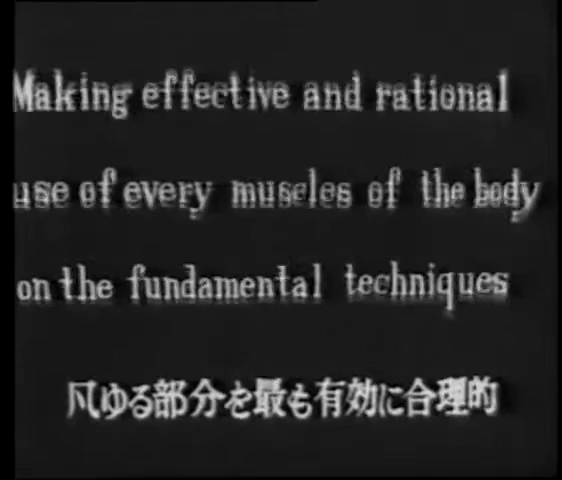 Making effective and rational
use of every muscles of the body
on the fundamental techniques
凡ゆる部分を最も有効に合理的